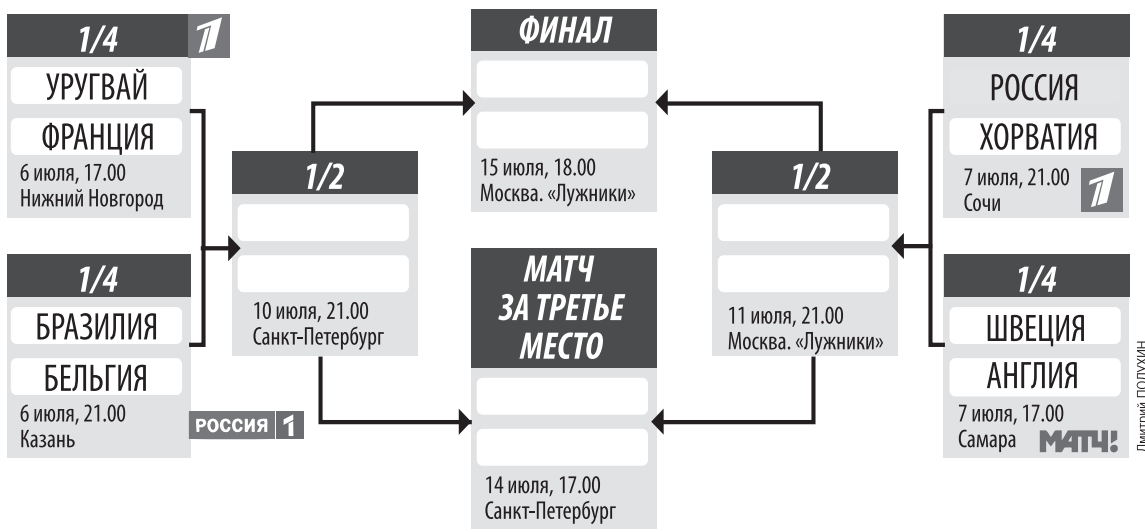 1/4
1
УРУГВАЙ
ФРАНЦИЯ
6 июля, 17.00
Нижний Новгород
1/4
БРАЗИЛИЯ
БЕЛЬГИЯ
6 июля, 21.00
Казань
РОССИЯ 1
1/2
10 июля, 21.00
Санкт-Петербург
ФИНАЛ
15 июля, 18.00
Москва. «Лужники»
МАТЧ
ЗА ТРЕТЬЕ
МЕСТО
14 июля, 17.00
Санкт-Петербург
1/2
11 июля, 21.00
Москва. «Лужники»
1/4
РОССИЯ
ХОРВАТИЯ
7 июля, 21.00
Сочи
1
1/4
ШВЕЦИЯ
АНГЛИЯ
7 июля, 17.00
Самара
МАТЧ!
Дмитрий ПОЛУХИН